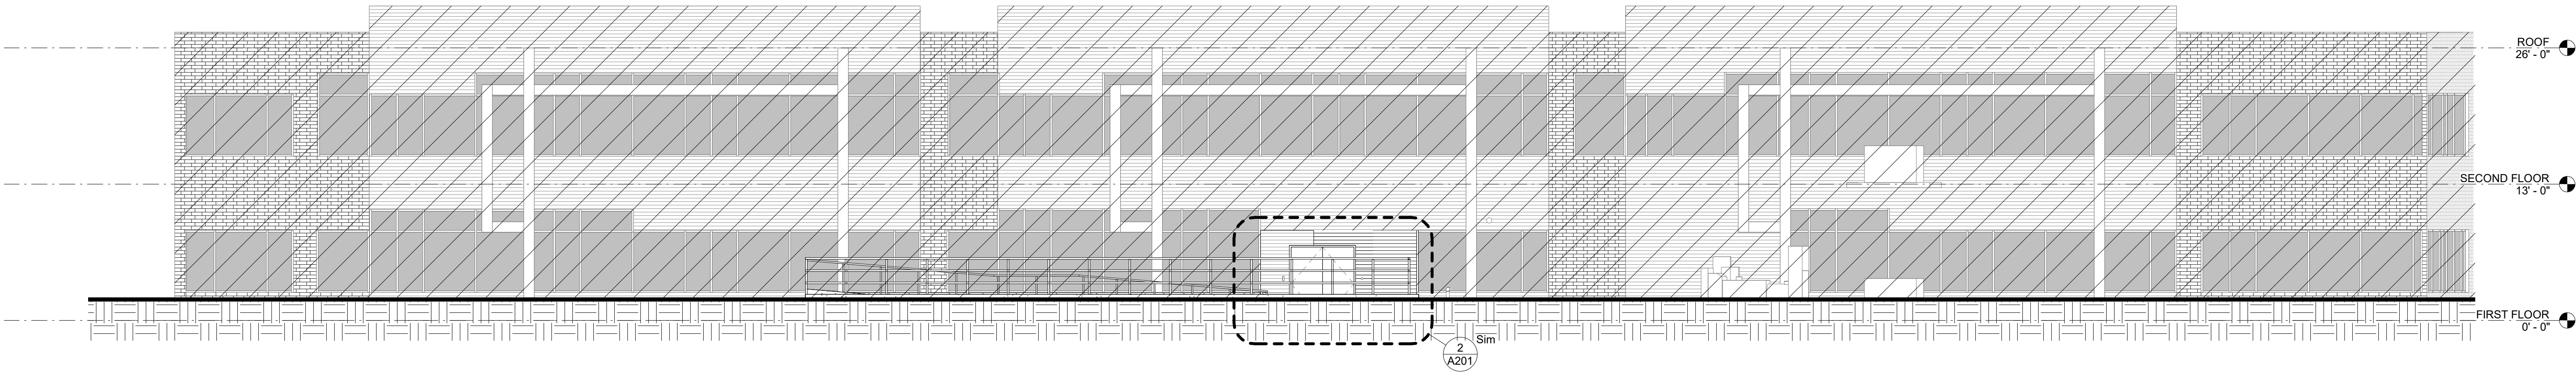 ROOF
26' - 0"
SECOND FLOOR
13' - 0"
FIRST FLOOR
0' - 0"
Sim
2
A201